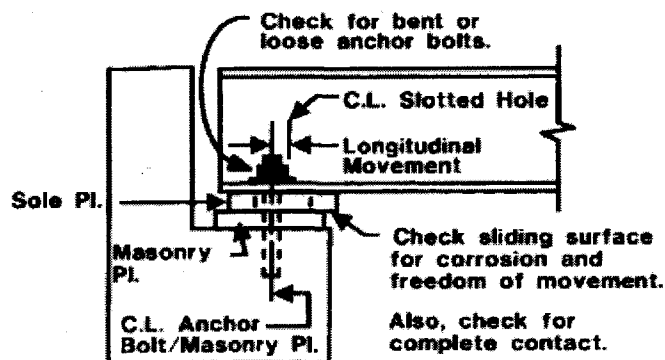 Check for bent or
loose anchor bolts.
C.L. Slotted Hole
Longitudinal
Movement
Sole Pl.
Masonry
Pl.
Check sliding surface
for corrosion and
freedom of movement.
C.L. Anchor
Bolt/Masonry Pl.
Also, check for
complete contact.